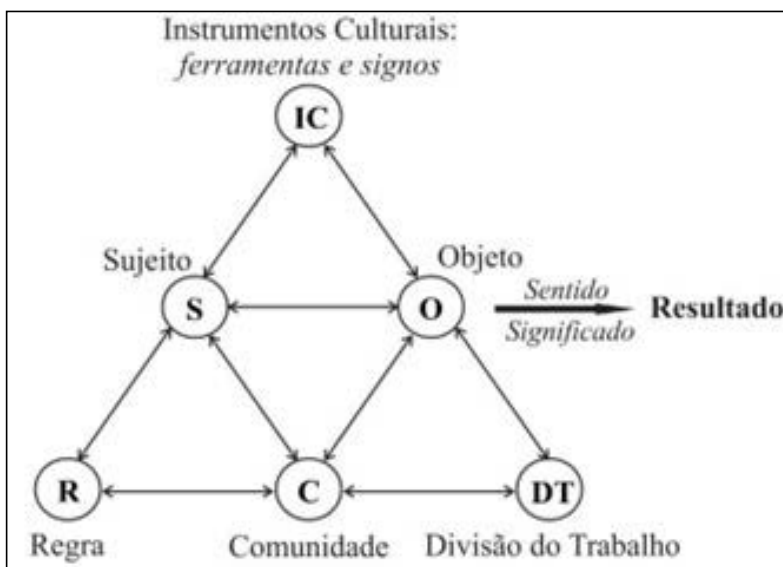 Instrumentos Culturais:
ferramentas e signos
IC
Sujeito
Objeto
S
O
Sentido
Significado
Resultado
R
C
DT
Regra
Comunidade
Divisão do Trabalho